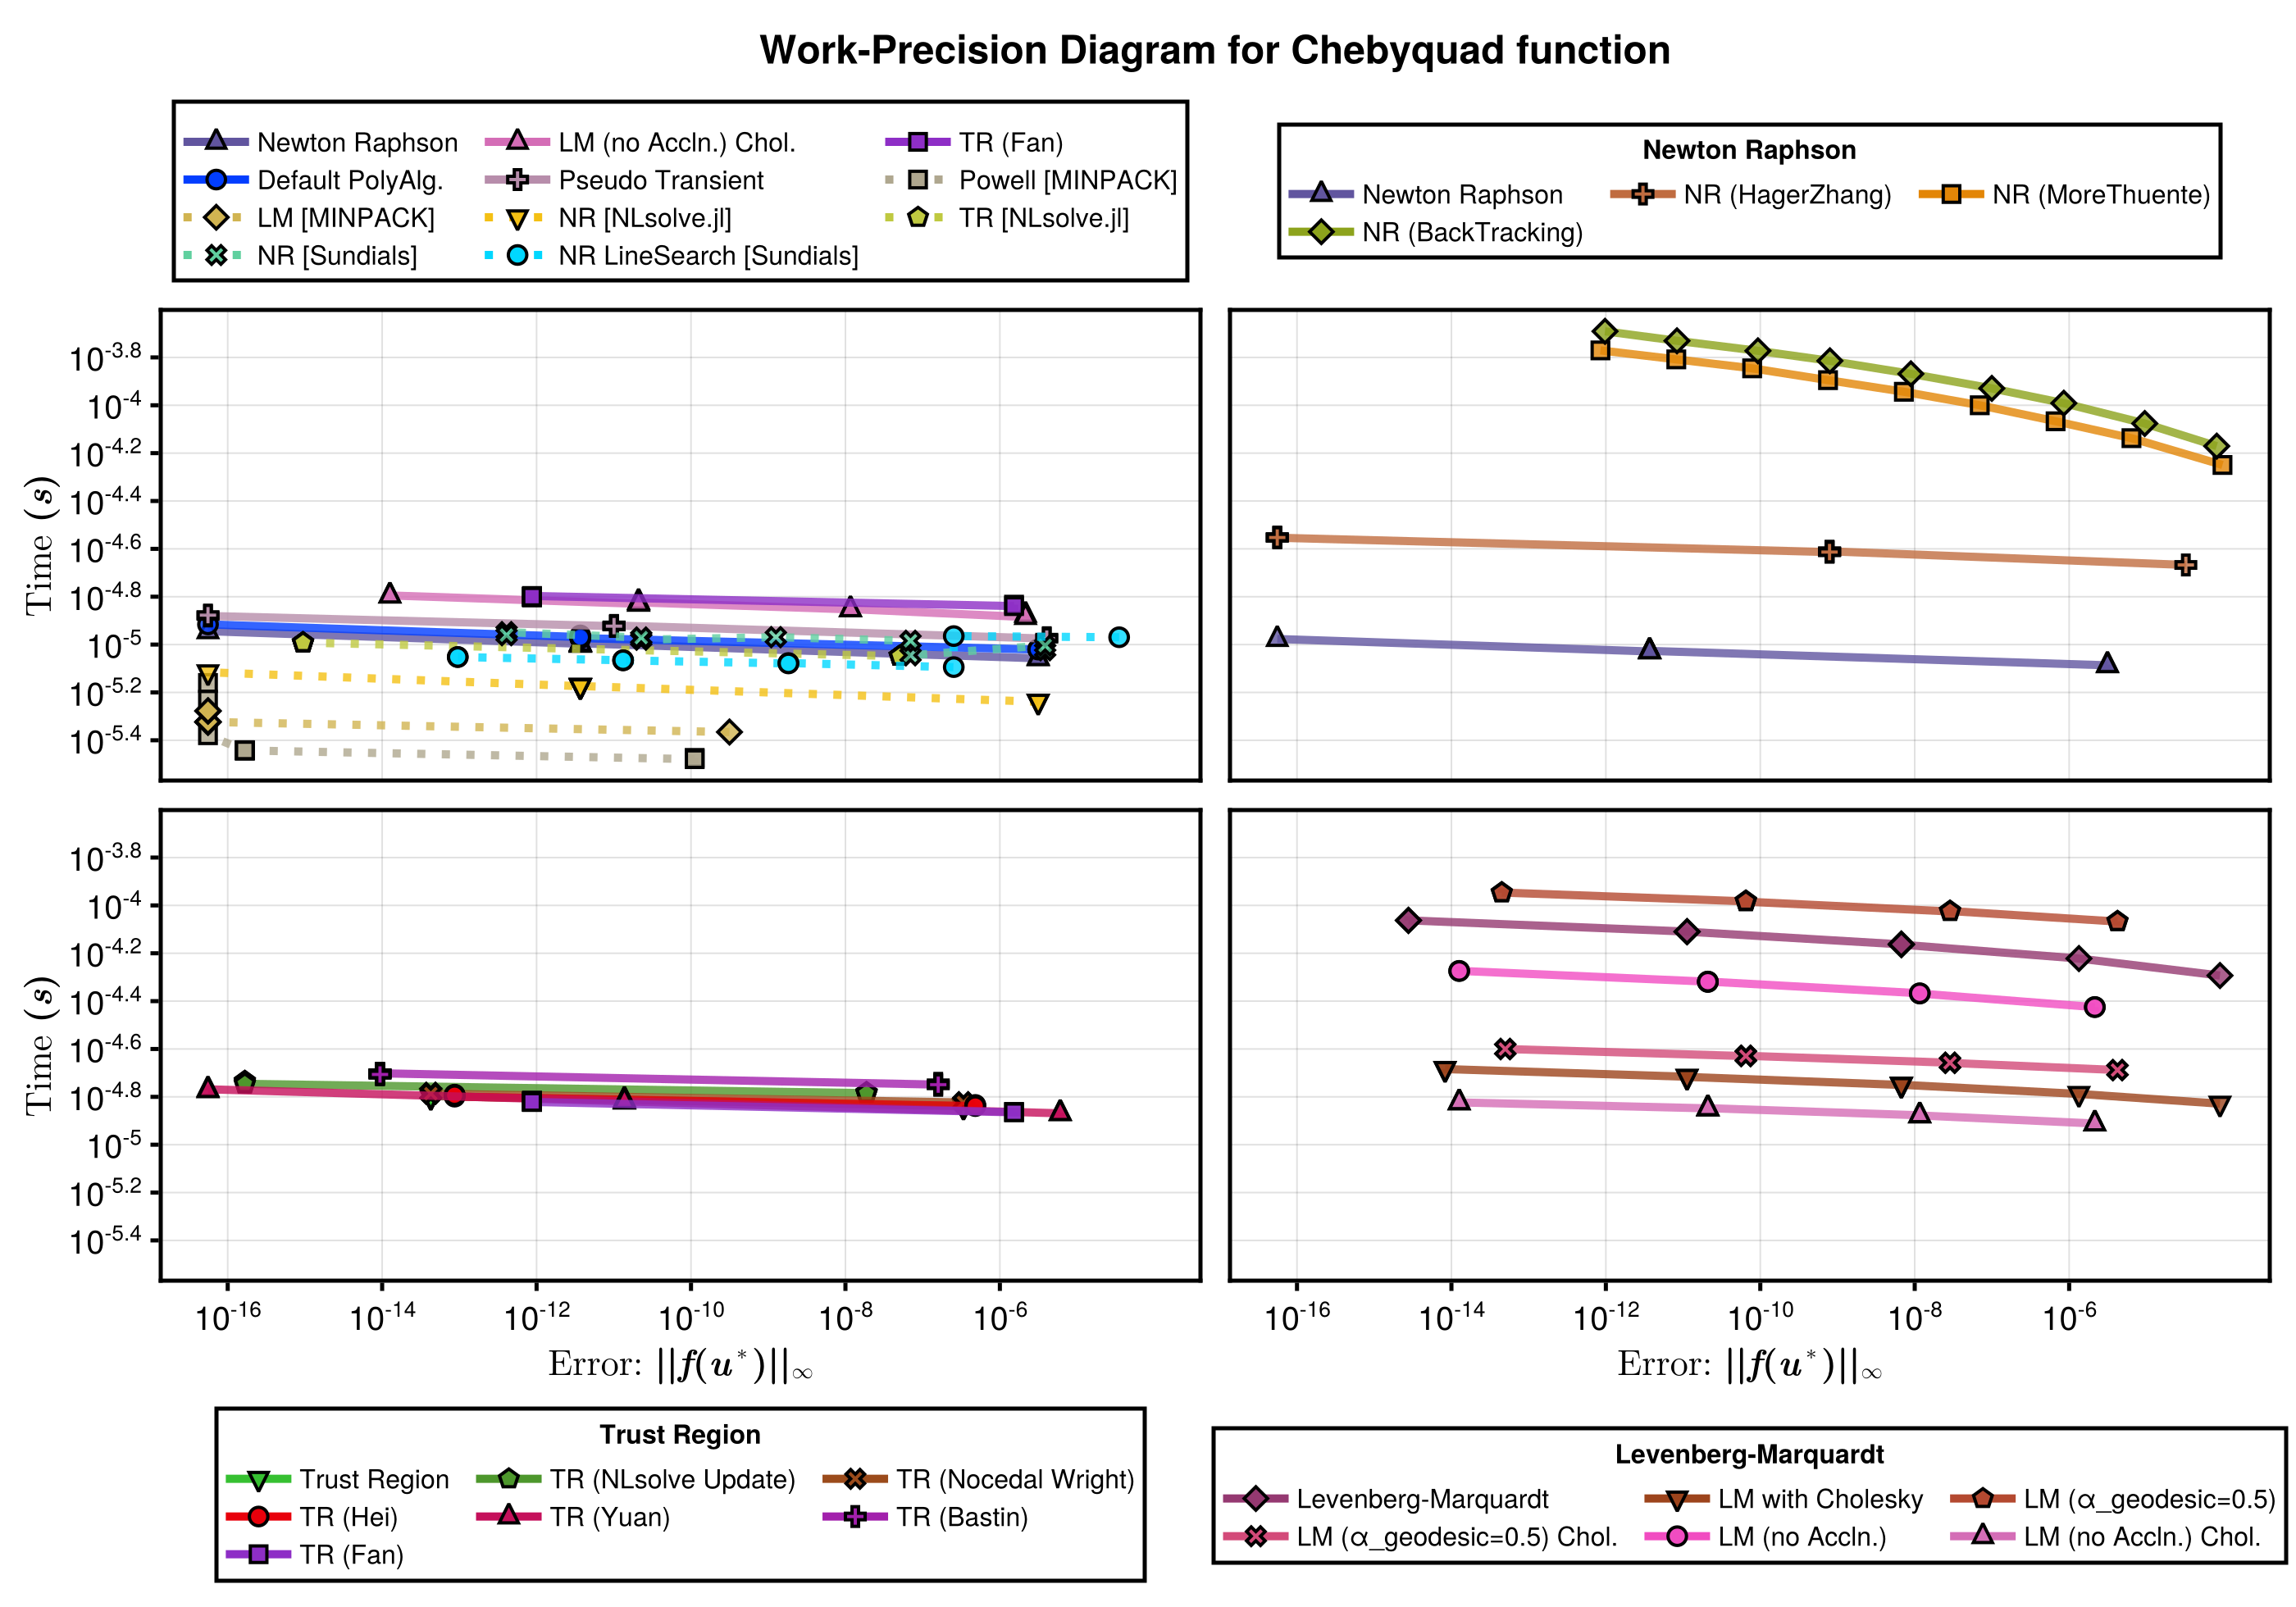 Work-Precision Diagram for Chebyquad function
Newton Raphson LM (no Accln.) Chol. TR (Fan)
Default PolyAlg. Pseudo Transient Powell [MINPACK]
LM [MINPACK] NR [NLsolve.jl] TR [NLsolve.jl]
NR [Sundials] NR LineSearch [Sundials]
Newton Raphson
Newton Raphson NR (HagerZhang) NR (MoreThuente)
NR (BackTracking)
Time (s)
10^-3.8
10^-4
10^-4.2
10^-4.4
10^-4.6
10^-4.8
10^-5
10^-5.2
10^-5.4
Time (s)
10^-3.8
10^-4
10^-4.2
10^-4.4
10^-4.6
10^-4.8
10^-5
10^-5.2
10^-5.4
10^-16 10^-14 10^-12 10^-10 10^-8 10^-6
Error: ||f(u*)||∞
10^-16 10^-14 10^-12 10^-10 10^-8 10^-6
Error: ||f(u*)||∞
Trust Region
Trust Region TR (NLsolve Update) TR (Nocedal Wright)
TR (Hei) TR (Yuan) TR (Bastin)
TR (Fan)
Levenberg-Marquardt
Levenberg-Marquardt LM with Cholesky LM (α_geodesic=0.5)
LM (α_geodesic=0.5) Chol. LM (no Accln.) LM (no Accln.) Chol.